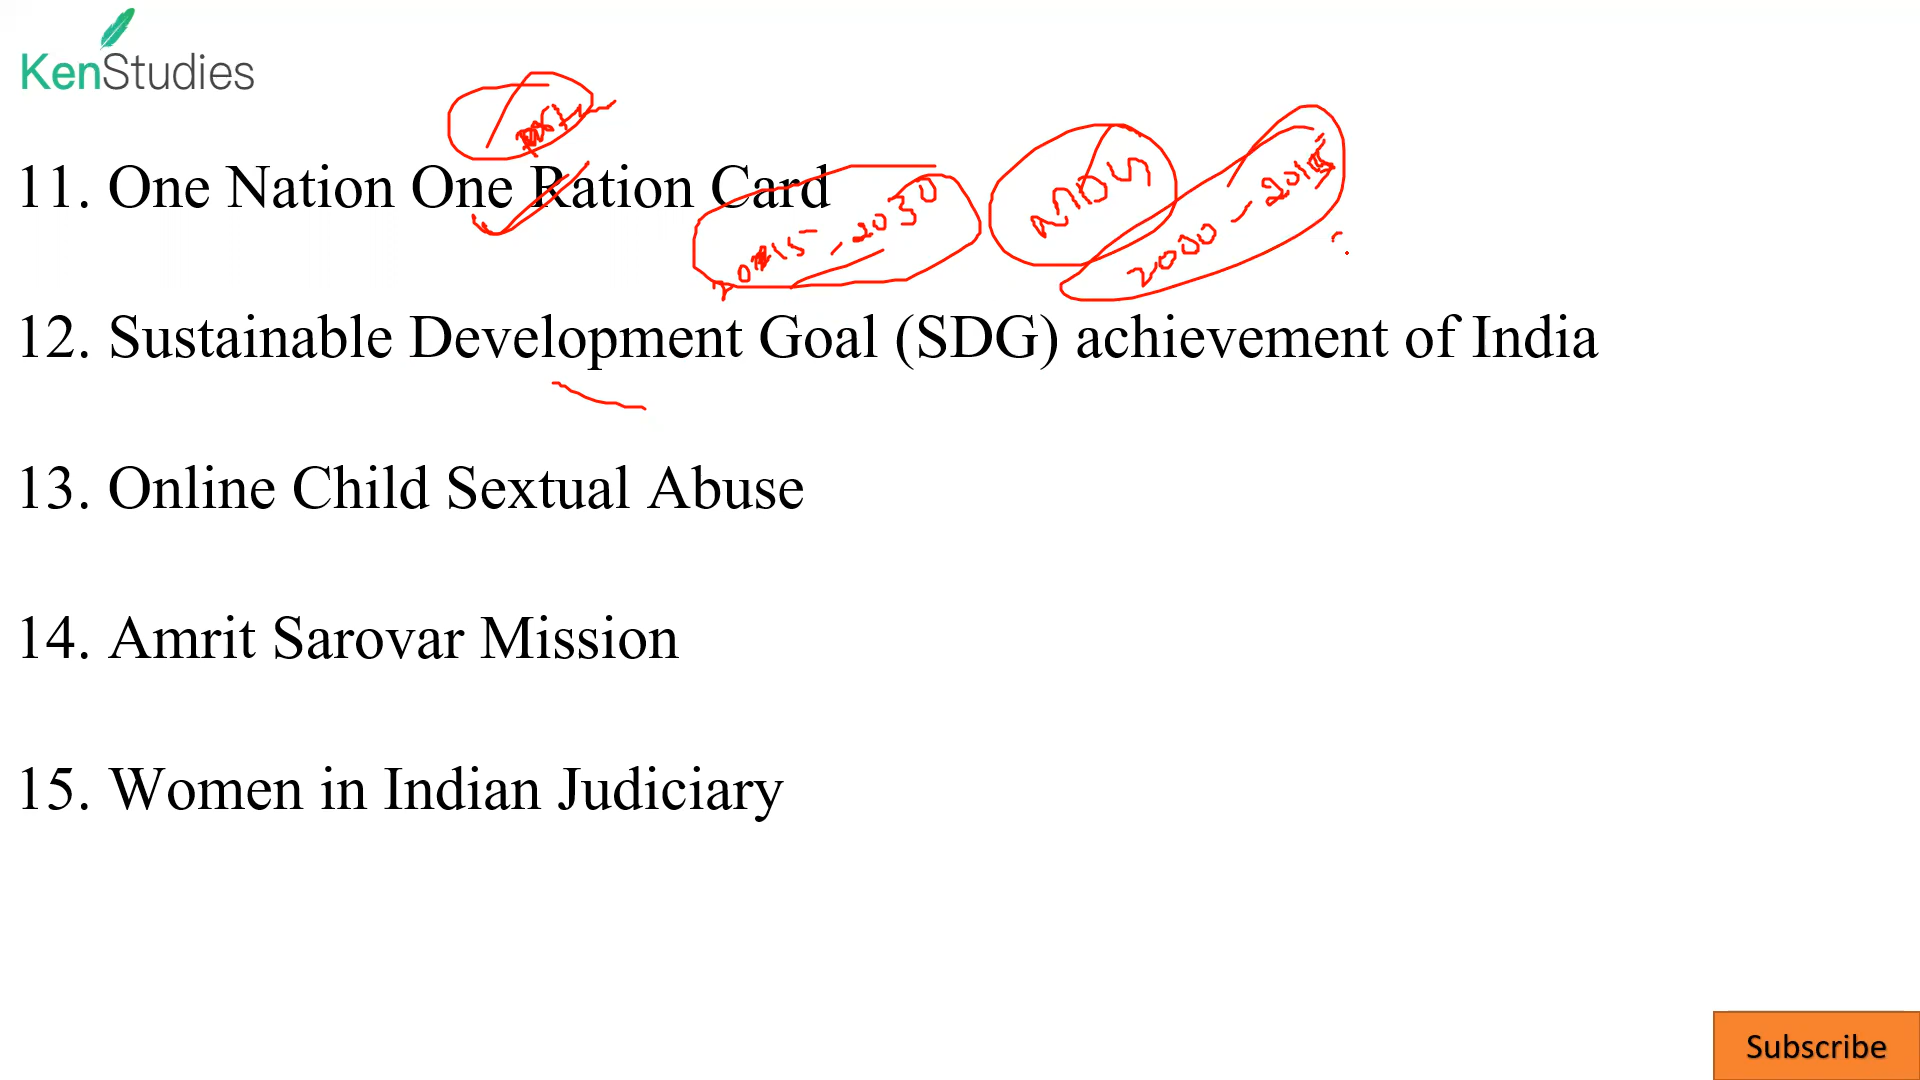 KenStudies
11. One Nation One Ration Card
2015 - 2030
MDG
2000 - 2015
12. Sustainable Development Goal (SDG) achievement of India
13. Online Child Sextual Abuse
14. Amrit Sarovar Mission
15. Women in Indian Judiciary
Subscribe